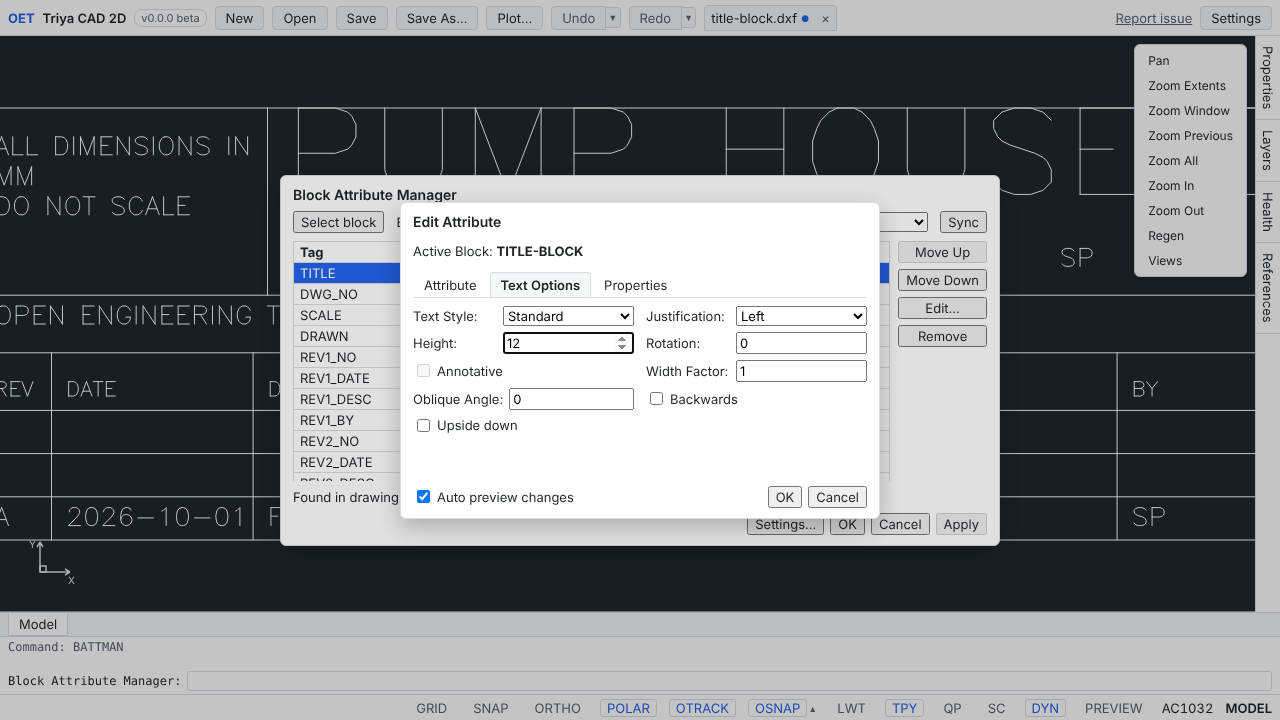 OET Triya CAD 2D v0.0.0 beta New Open Save Save As... Plot... Undo ▾ Redo ▾ title-block.dxf ● × Report issue Settings
Pan
Zoom Extents
Zoom Window
Zoom Previous
Zoom All
Zoom In
Zoom Out
Regen
Views
Properties
Layers
Health
References
ALL DIMENSIONS IN
MM
DO NOT SCALE
PUMP HOUSE
SP
OPEN ENGINEERING
REV DATE BY
A 2026-10-01 SP
Y
X
Block Attribute Manager
Select block Sync
Tag
TITLE
DWG_NO
SCALE
DRAWN
REV1_NO
REV1_DATE
REV1_DESC
REV1_BY
REV2_NO
REV2_DATE
REV2_DESC
Move Up
Move Down
Edit...
Remove
Found in drawing
Settings... OK Cancel Apply
Edit Attribute
Active Block: TITLE-BLOCK
Attribute Text Options Properties
Text Style: Standard Justification: Left
Height: 12 Rotation: 0
Annotative Width Factor: 1
Oblique Angle: 0 Backwards
Upside down
Auto preview changes OK Cancel
Model
Command: BATTMAN
Block Attribute Manager:
GRID SNAP ORTHO POLAR OTRACK OSNAP ▴ LWT TPY QP SC DYN PREVIEW AC1032 MODEL